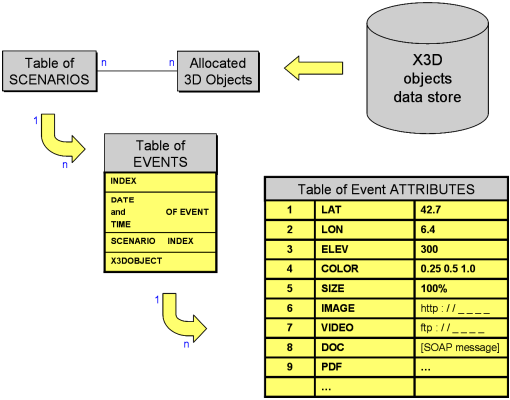 Table of
SCENARIOS
n
n
Allocated
3D Objects
X3D
objects
data store
1
n
Table of
EVENTS
INDEX
DATE
and OF EVENT
TIME
SCENARIO INDEX
X3DOBJECT
1
n
Table of Event ATTRIBUTES
1 LAT 42.7
2 LON 6.4
3 ELEV 300
4 COLOR 0.25 0.5 1.0
5 SIZE 100%
6 IMAGE http : / / _ _ _ _
7 VIDEO ftp : / / _ _ _ _
8 DOC [SOAP message]
9 PDF ...
...